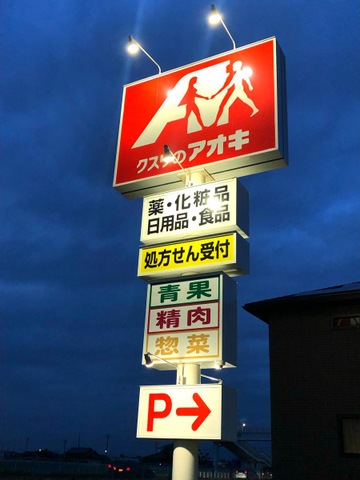 クスリのアオキ
薬・化粧品
日用品・食品
処方せん受付
青果
精肉
惣菜
P→